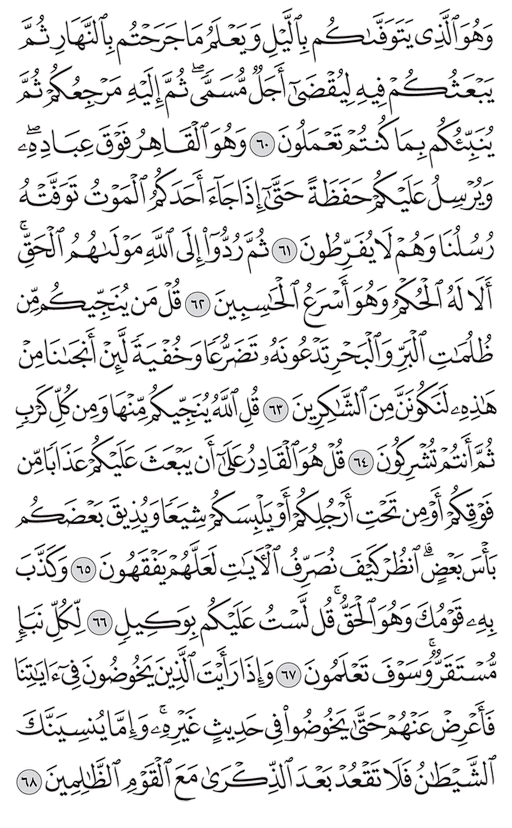 وَهُوَ ٱلَّذِى يَتَوَفَّىٰكُم بِٱلَّيْلِ وَيَعْلَمُ مَا جَرَحْتُم بِٱلنَّهَارِ ثُمَّ
يَبْعَثُكُمْ فِيهِ لِيُقْضَىٰٓ أَجَلٌ مُّسَمًّى ۖ ثُمَّ إِلَيْهِ مَرْجِعُكُمْ ثُمَّ
يُنَبِّئُكُم بِمَا كُنتُمْ تَعْمَلُونَ ٦٠ وَهُوَ ٱلْقَاهِرُ فَوْقَ عِبَادِهِۦ ۖ
وَيُرْسِلُ عَلَيْكُمْ حَفَظَةً حَتَّىٰٓ إِذَا جَآءَ أَحَدَكُمُ ٱلْمَوْتُ تَوَفَّتْهُ
رُسُلُنَا وَهُمْ لَا يُفَرِّطُونَ ٦١ ثُمَّ رُدُّوٓا۟ إِلَى ٱللَّهِ مَوْلَىٰهُمُ ٱلْحَقِّ ۚ
أَلَا لَهُ ٱلْحُكْمُ وَهُوَ أَسْرَعُ ٱلْحَـٰسِبِينَ ٦٢ قُلْ مَن يُنَجِّيكُم مِّن
ظُلُمَـٰتِ ٱلْبَرِّ وَٱلْبَحْرِ تَدْعُونَهُۥ تَضَرُّعًا وَخُفْيَةً لَّئِنْ أَنجَىٰنَا مِنْ
هَـٰذِهِۦ لَنَكُونَنَّ مِنَ ٱلشَّـٰكِرِينَ ٦٣ قُلِ ٱللَّهُ يُنَجِّيكُم مِّنْهَا وَمِن كُلِّ كَرْبٍ
ثُمَّ أَنتُمْ تُشْرِكُونَ ٦٤ قُلْ هُوَ ٱلْقَادِرُ عَلَىٰٓ أَن يَبْعَثَ عَلَيْكُمْ عَذَابًا مِّن
فَوْقِكُمْ أَوْ مِن تَحْتِ أَرْجُلِكُمْ أَوْ يَلْبِسَكُمْ شِيَعًا وَيُذِيقَ بَعْضَكُم
بَأْسَ بَعْضٍ ۗ ٱنظُرْ كَيْفَ نُصَرِّفُ ٱلْـَٔايَـٰتِ لَعَلَّهُمْ يَفْقَهُونَ ٦٥ وَكَذَّبَ
بِهِۦ قَوْمُكَ وَهُوَ ٱلْحَقُّ ۚ قُل لَّسْتُ عَلَيْكُم بِوَكِيلٍ ٦٦ لِّكُلِّ نَبَإٍ
مُّسْتَقَرٌّ ۚ وَسَوْفَ تَعْلَمُونَ ٦٧ وَإِذَا رَأَيْتَ ٱلَّذِينَ يَخُوضُونَ فِىٓ ءَايَـٰتِنَا
فَأَعْرِضْ عَنْهُمْ حَتَّىٰ يَخُوضُوا۟ فِى حَدِيثٍ غَيْرِهِۦ ۚ وَإِمَّا يُنسِيَنَّكَ
ٱلشَّيْطَـٰنُ فَلَا تَقْعُدْ بَعْدَ ٱلذِّكْرَىٰ مَعَ ٱلْقَوْمِ ٱلظَّـٰلِمِينَ ٦٨